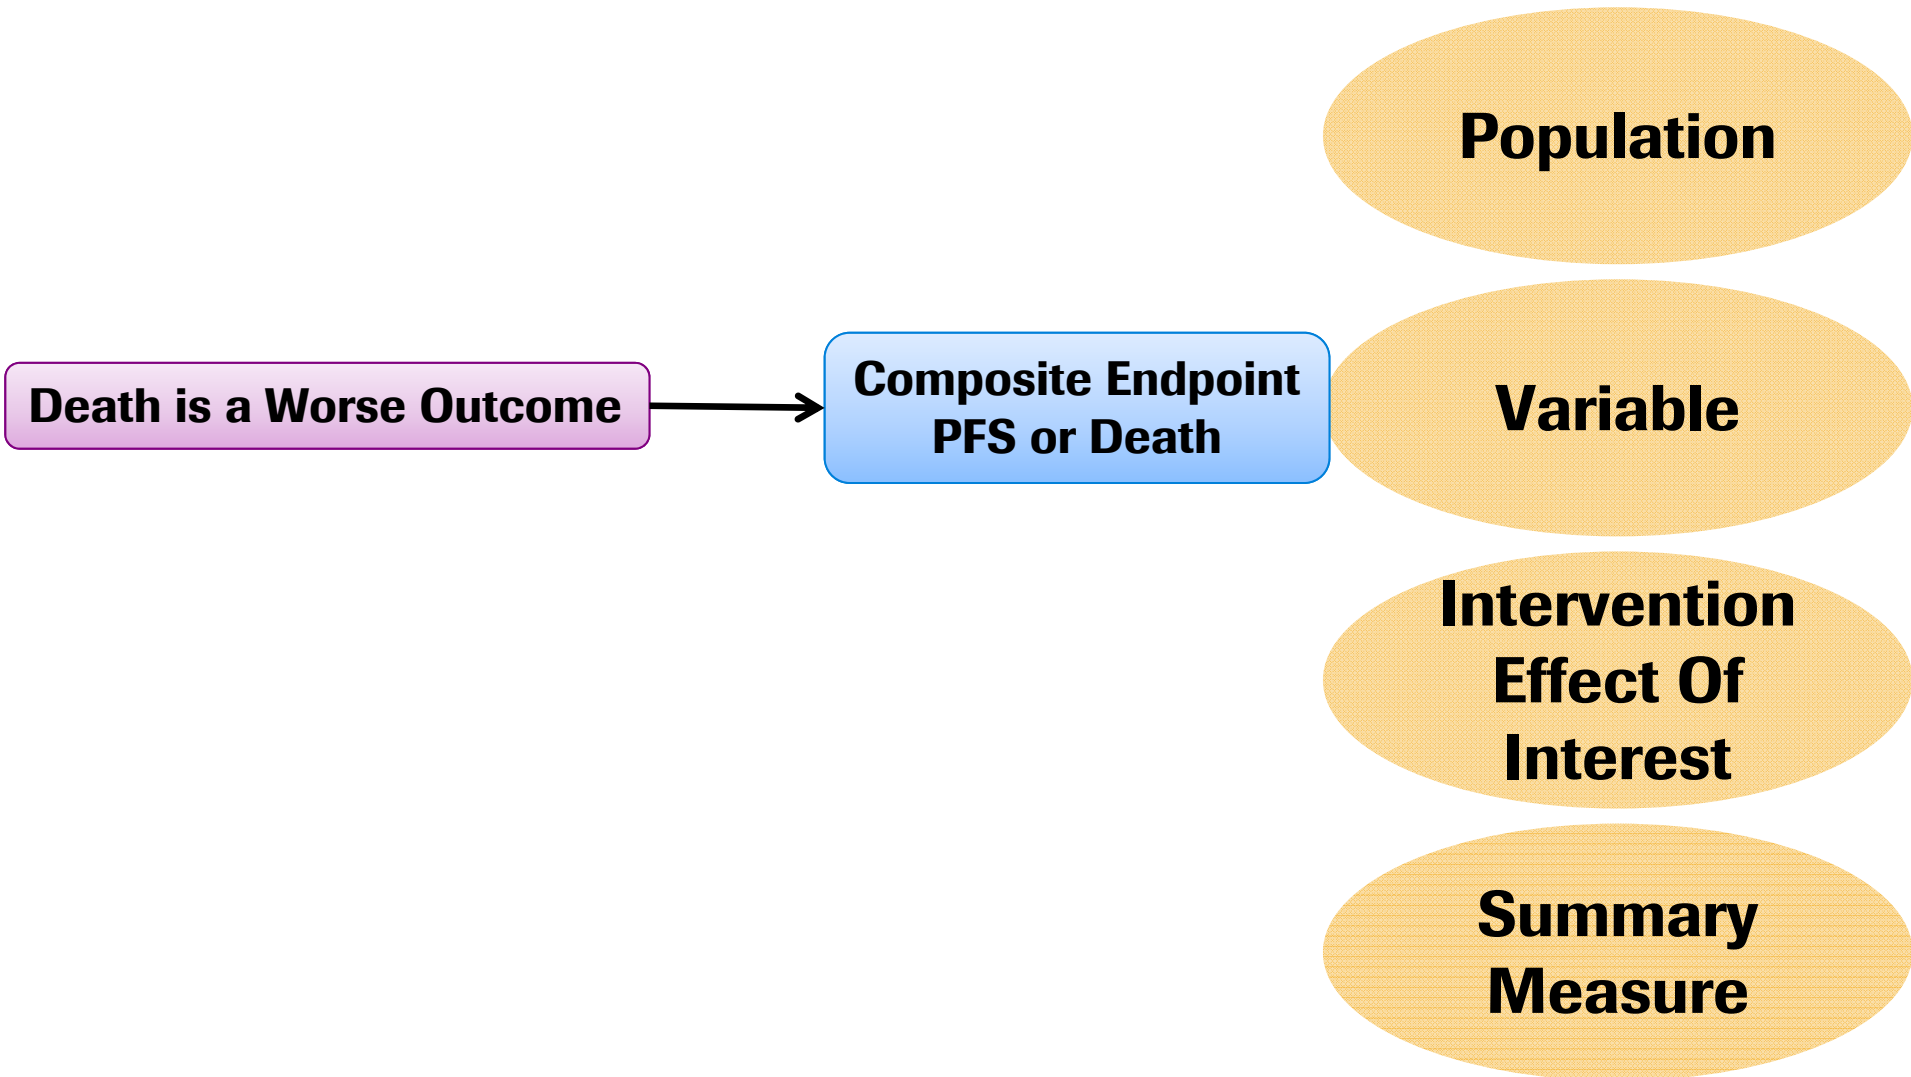 Population
Death is a Worse Outcome
Composite Endpoint
PFS or Death
Variable
Intervention
Effect Of
Interest
Summary
Measure